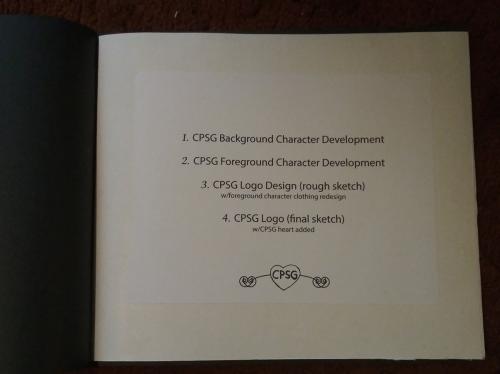 1. CPSG Background Character Development
2. CPSG Foreground Character Development
3. CPSG Logo Design (rough sketch)
w/foreground character clothing redesign
4. CPSG Logo (final sketch)
w/CPSG heart added
CPSG